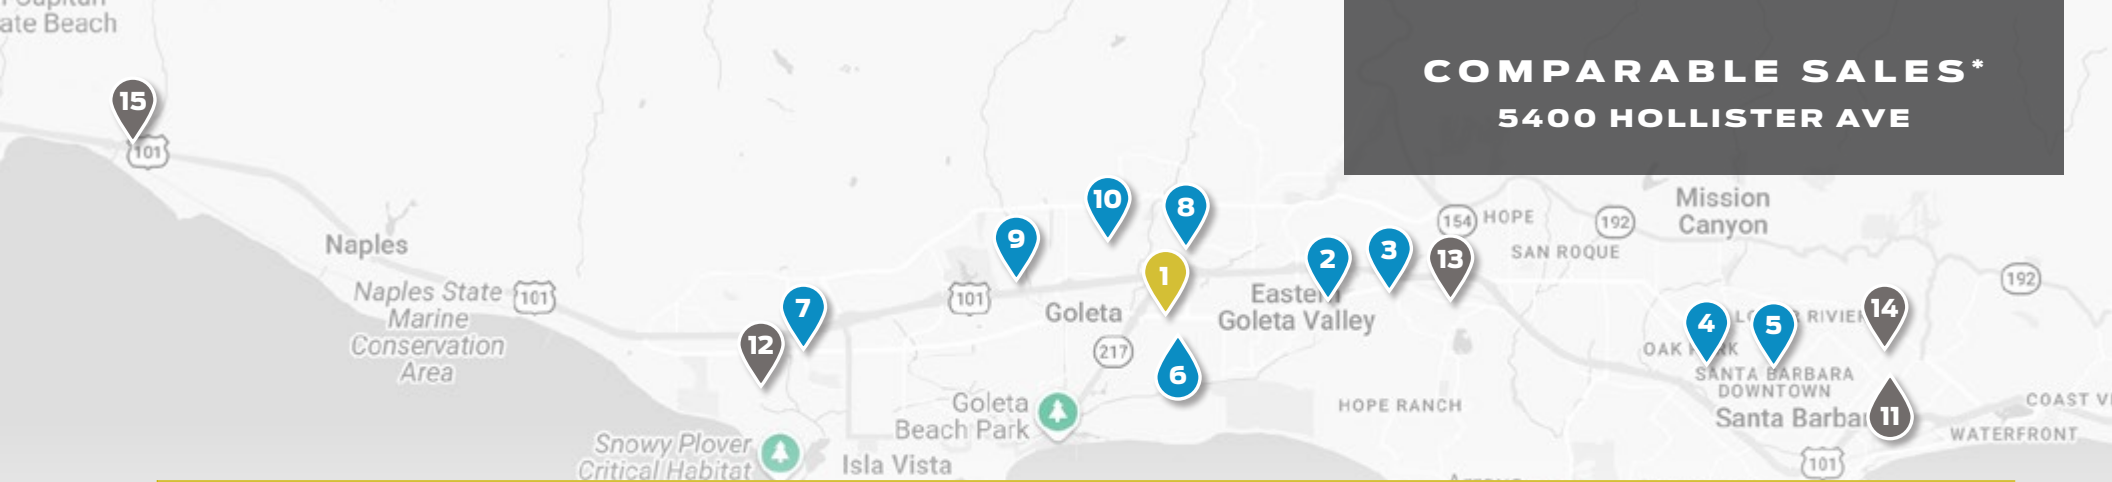 Capitan
ate Beach
COMPARABLE SALES*
5400 HOLLISTER AVE
15
101
10
8
Mission
Canyon
154
HOPE
192
9
SAN ROQUE
2
3
13
Naples
1
192
Naples State
Marine
Conservation
Area
101
101
Eastern
Goleta Valley
7
Goleta
12
217
4
5
14
RIVIE
OAK
SANTA BARBARA
DOWNTOWN
6
Goleta
Beach Park
HOPE RANCH
Santa Barba
11
COAST V
WATERFRONT
Snowy Plover
Critical Habitat
Isla Vista
101